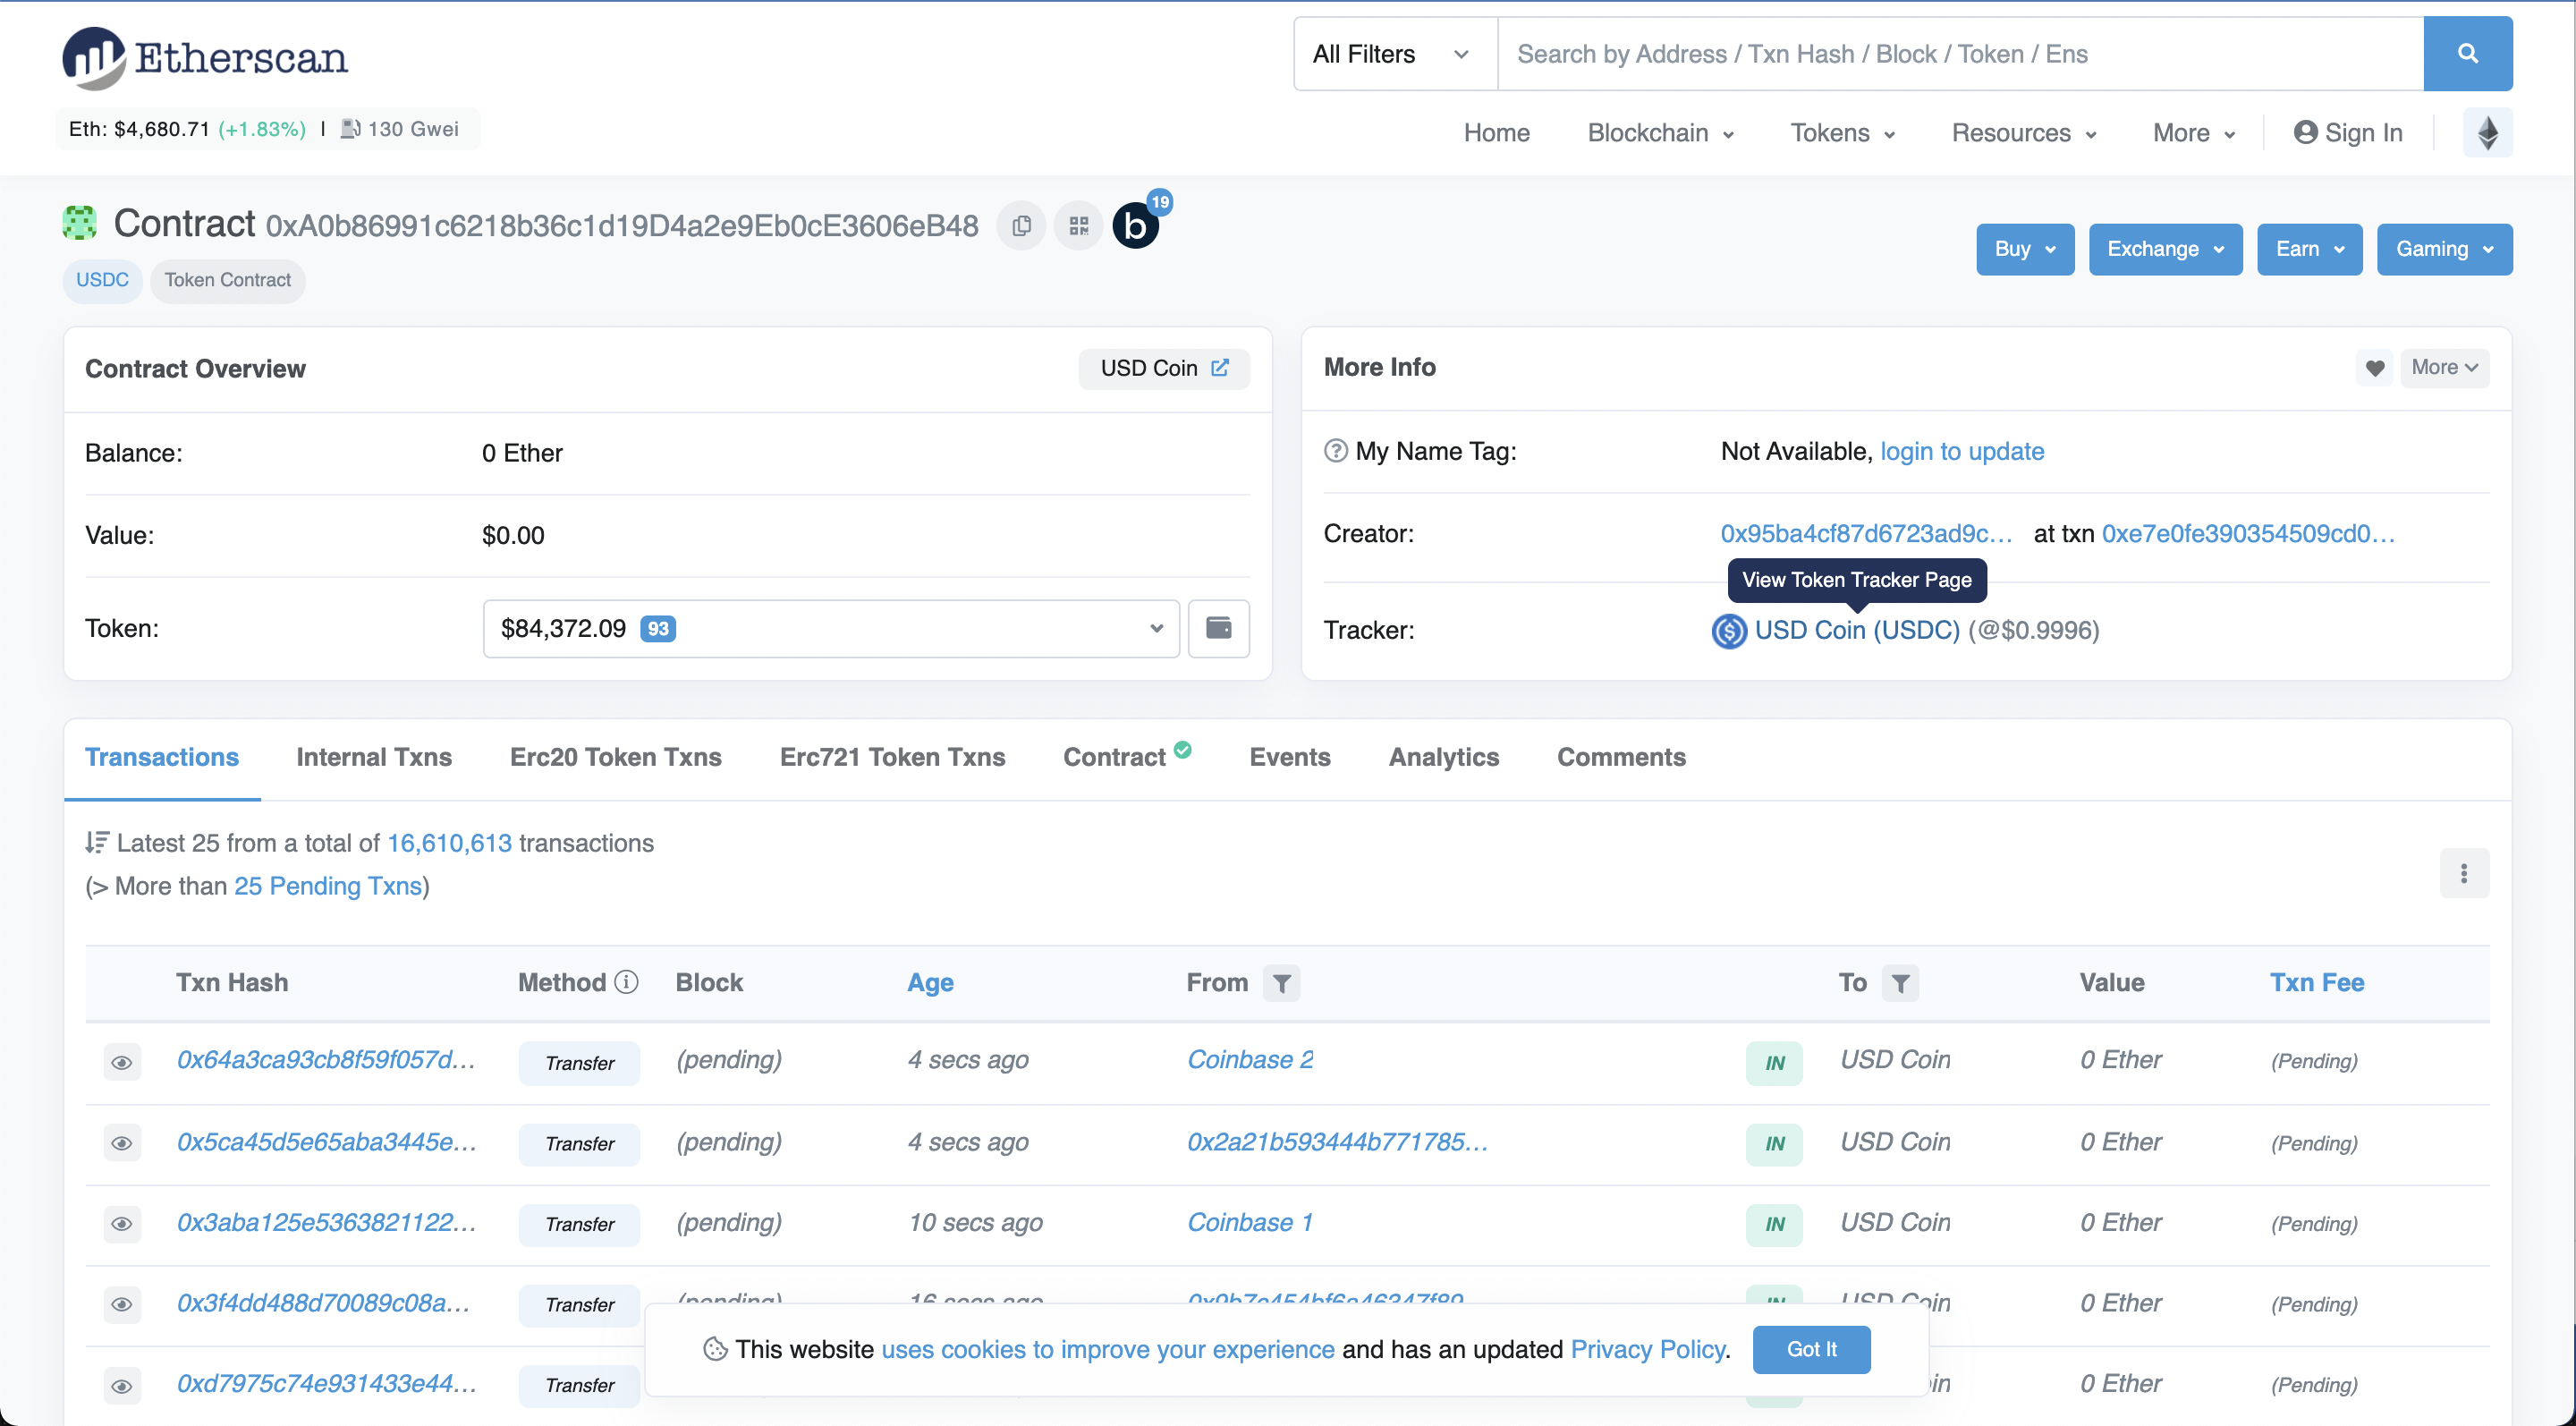 Etherscan
All Filters
Search by Address / Txn Hash / Block / Token / Ens
Eth: $4,680.71 (+1.83%) | 130 Gwei
Home Blockchain Tokens Resources More Sign In
Contract 0xA0b86991c6218b36c1d19D4a2e9Eb0cE3606eB48 b 19
USDC Token Contract
Buy Exchange Earn Gaming
Contract Overview USD Coin
Balance: 0 Ether
Value: $0.00
Token: $84,372.09 93
More Info More
My Name Tag: Not Available, login to update
Creator: 0x95ba4cf87d6723ad9c... at txn 0xe7e0fe390354509cd0...
View Token Tracker Page
Tracker: USD Coin (USDC) (@$0.9996)
Transactions Internal Txns Erc20 Token Txns Erc721 Token Txns Contract Events Analytics Comments
Latest 25 from a total of 16,610,613 transactions
(> More than 25 Pending Txns)
Txn Hash Method Block Age From To Value Txn Fee
0x64a3ca93cb8f59f057d... Transfer (pending) 4 secs ago Coinbase 2 IN USD Coin 0 Ether (Pending)
0x5ca45d5e65aba3445e... Transfer (pending) 4 secs ago 0x2a21b593444b771785... IN USD Coin 0 Ether (Pending)
0x3aba125e5363821122... Transfer (pending) 10 secs ago Coinbase 1 IN USD Coin 0 Ether (Pending)
0x3f4dd488d70089c08a... Transfer (pending) 16 secs ago IN USD Coin 0 Ether (Pending)
This website uses cookies to improve your experience and has an updated Privacy Policy. Got It
0xd7975c74e931433e44... Transfer 0 Ether (Pending)